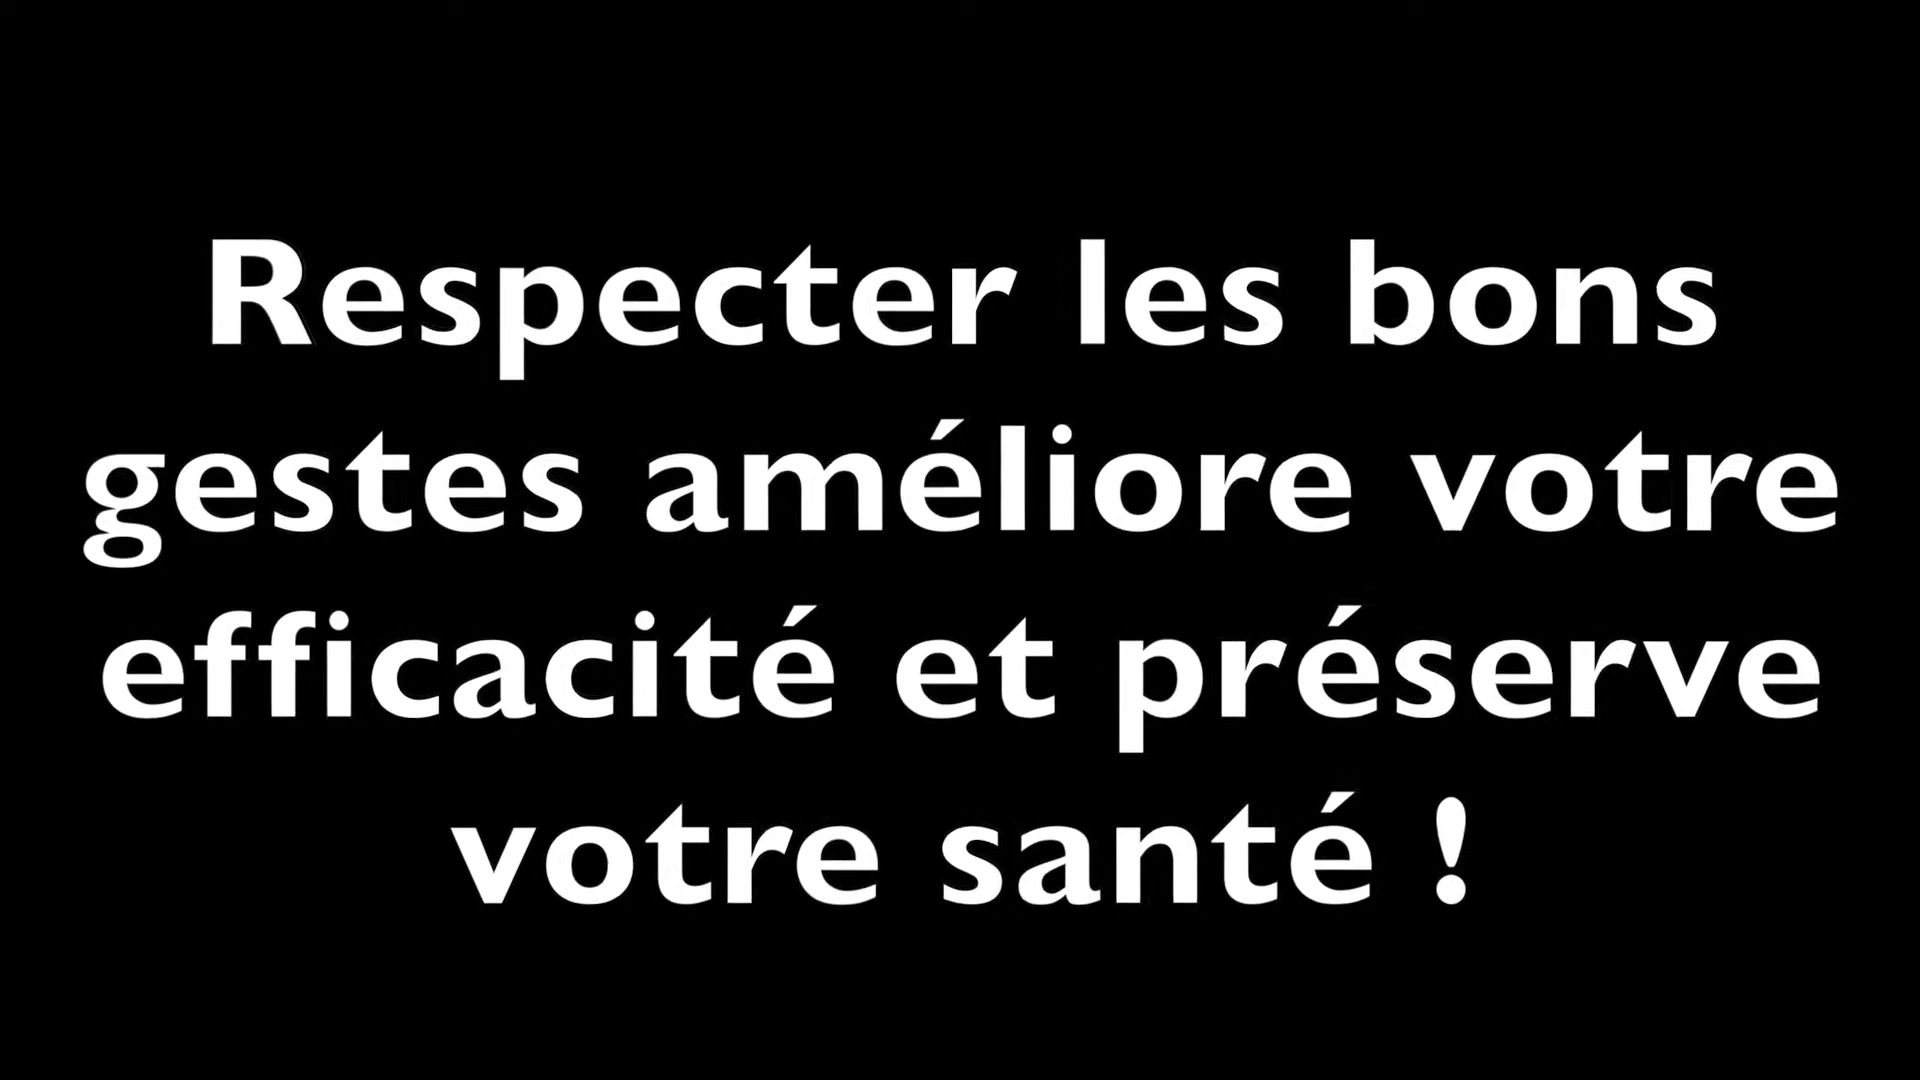 Respecter les bons
gestes améliore votre
efficacité et préserve
votre santé !